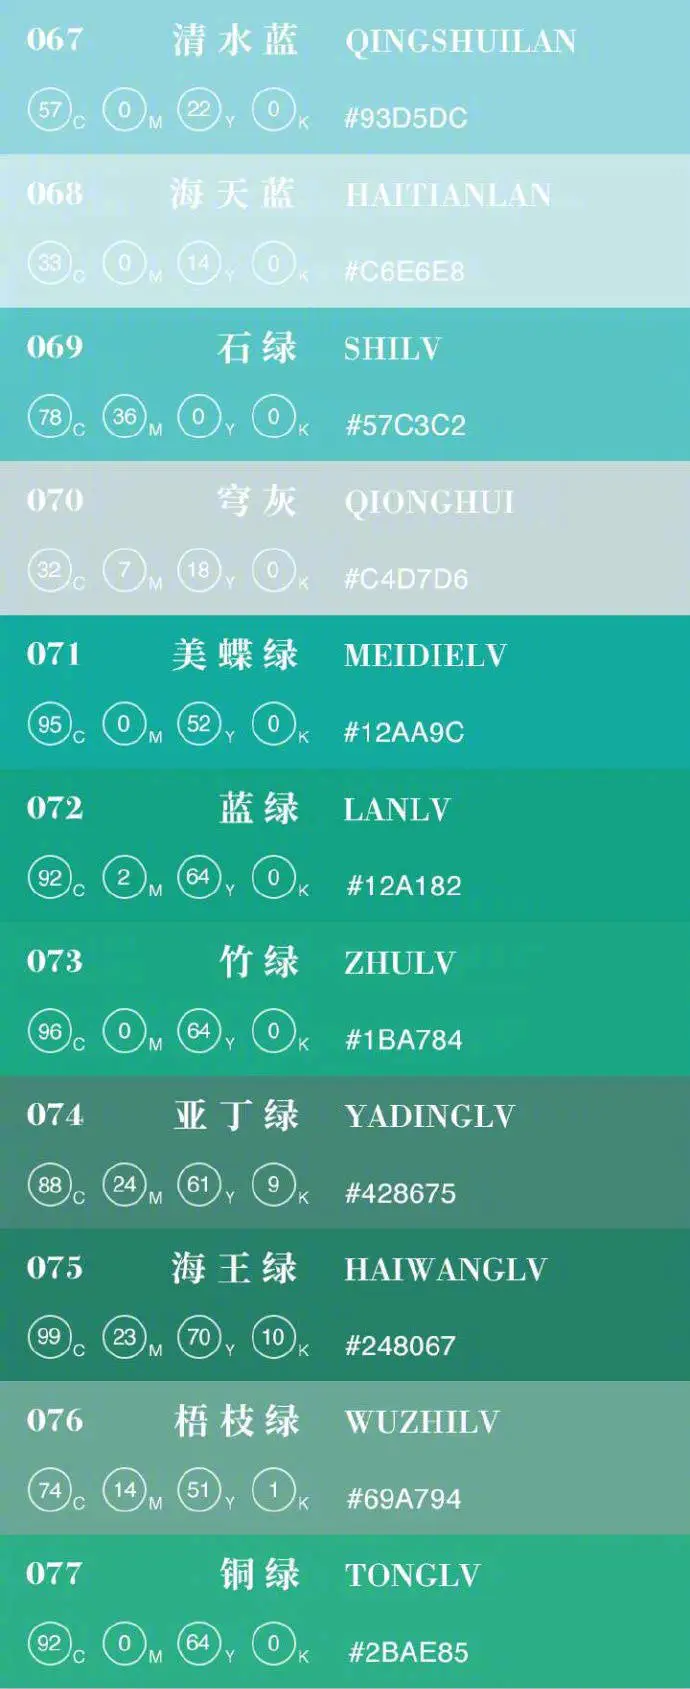 067 清水蓝 QINGSHUILAN
57 C 0 M 22 Y 0 K #93D5DC
068 海天蓝 HAITIANLAN
33 C 0 M 14 Y 0 K #C6E6E8
069 石绿 SHILV
78 C 36 M 0 Y 0 K #57C3C2
070 穹灰 QIONGHUI
32 C 7 M 18 Y 0 K #C4D7D6
071 美蝶绿 MEIDIELV
95 C 0 M 52 Y 0 K #12AA9C
072 蓝绿 LANLV
92 C 2 M 64 Y 0 K #12A182
073 竹绿 ZHULV
96 C 0 M 64 Y 0 K #1BA784
074 亚丁绿 YADINGLV
88 C 24 M 61 Y 9 K #428675
075 海王绿 HAIWANGLV
99 C 23 M 70 Y 10 K #248067
076 梧枝绿 WUZHILV
74 C 14 M 51 Y 1 K #69A794
077 铜绿 TONGLV
92 C 0 M 64 Y 0 K #2BAE85